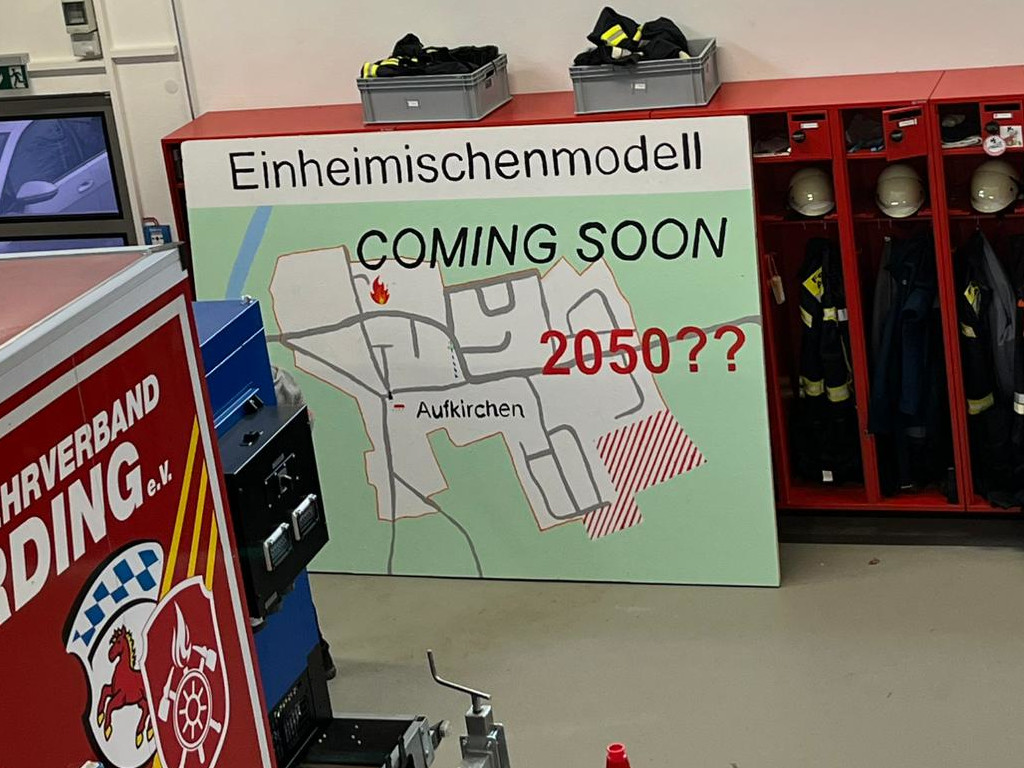 Einheimischenmodell
COMING SOON
2050??
Aufkirchen
HRVERBAND
RDING e.V.